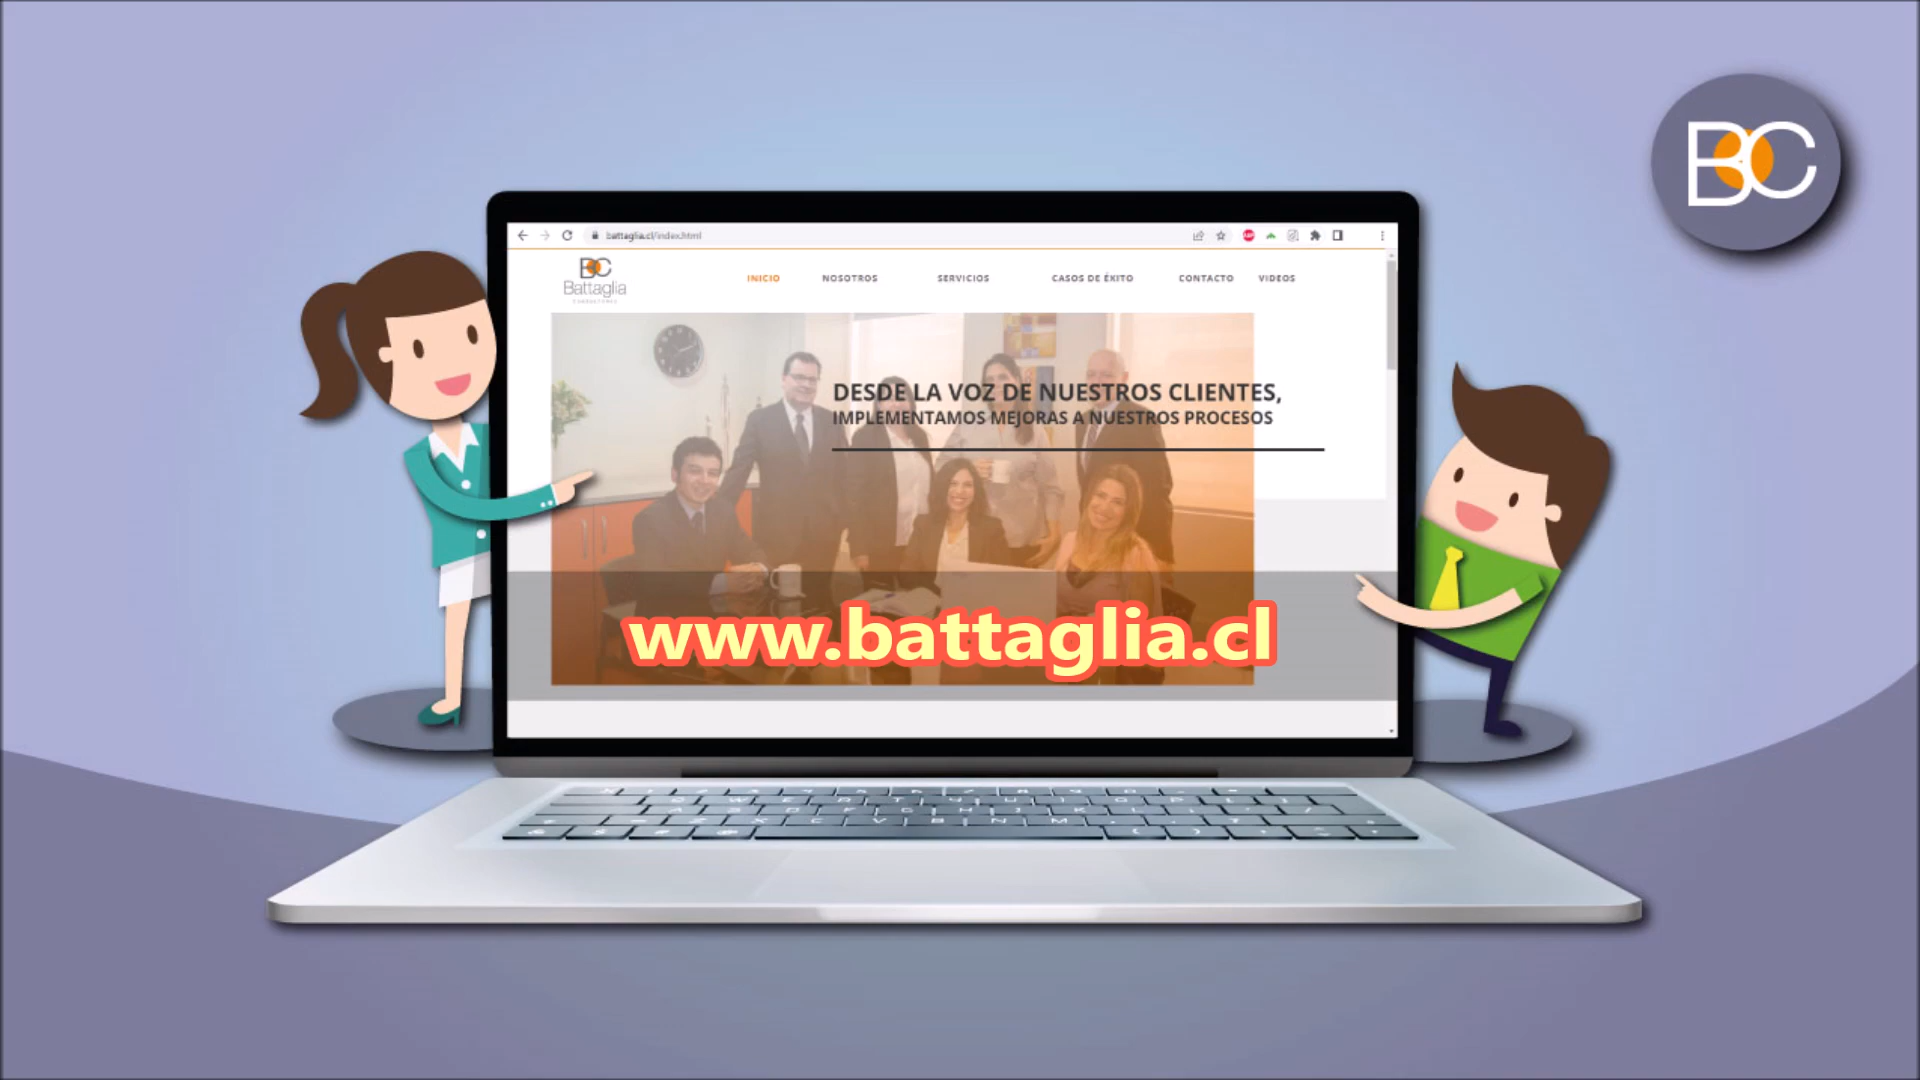 BC
battaglia.cl/index.html
BC
Battaglia
CONSULTORES
INICIO NOSOTROS SERVICIOS CASOS DE ÉXITO CONTACTO VIDEOS
DESDE LA VOZ DE NUESTROS CLIENTES,
IMPLEMENTAMOS MEJORAS A NUESTROS PROCESOS
www.battaglia.cl